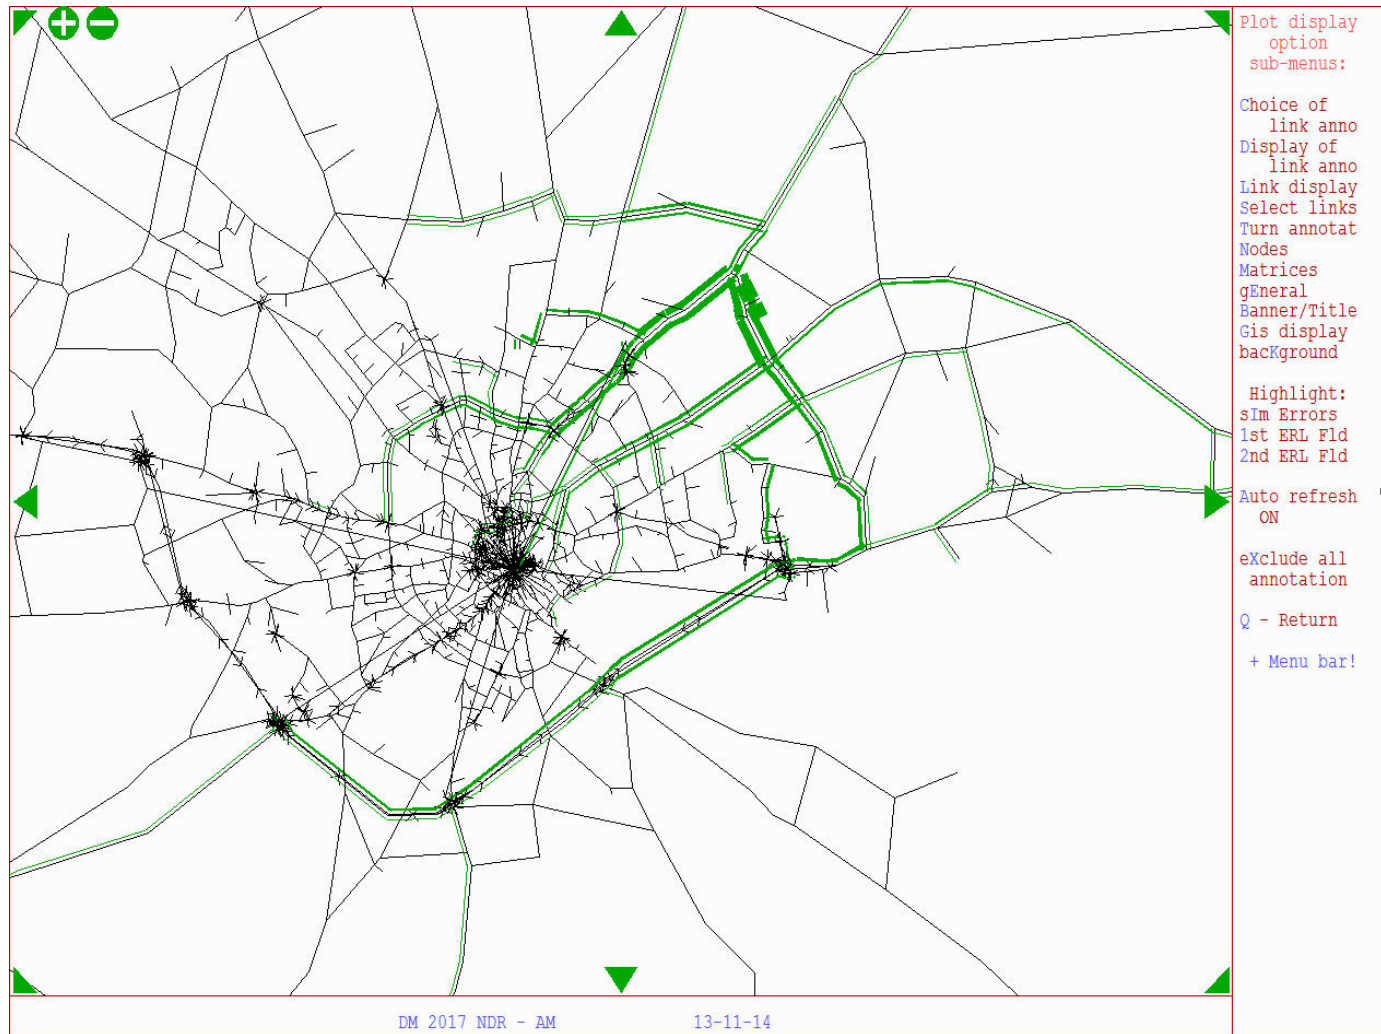 Plot display
option
sub-menus:
Choice of
link anno
Display of
link anno
Link display
Select links
Turn annotat
Nodes
Matrices
gEneral
Banner/Title
Gis display
bacKground
Highlight:
sIm Errors
1st ERL Fld
2nd ERL Fld
Auto refresh
ON
eXclude all
annotation
Q - Return
+ Menu bar!
DM 2017 NDR - AM 13-11-14